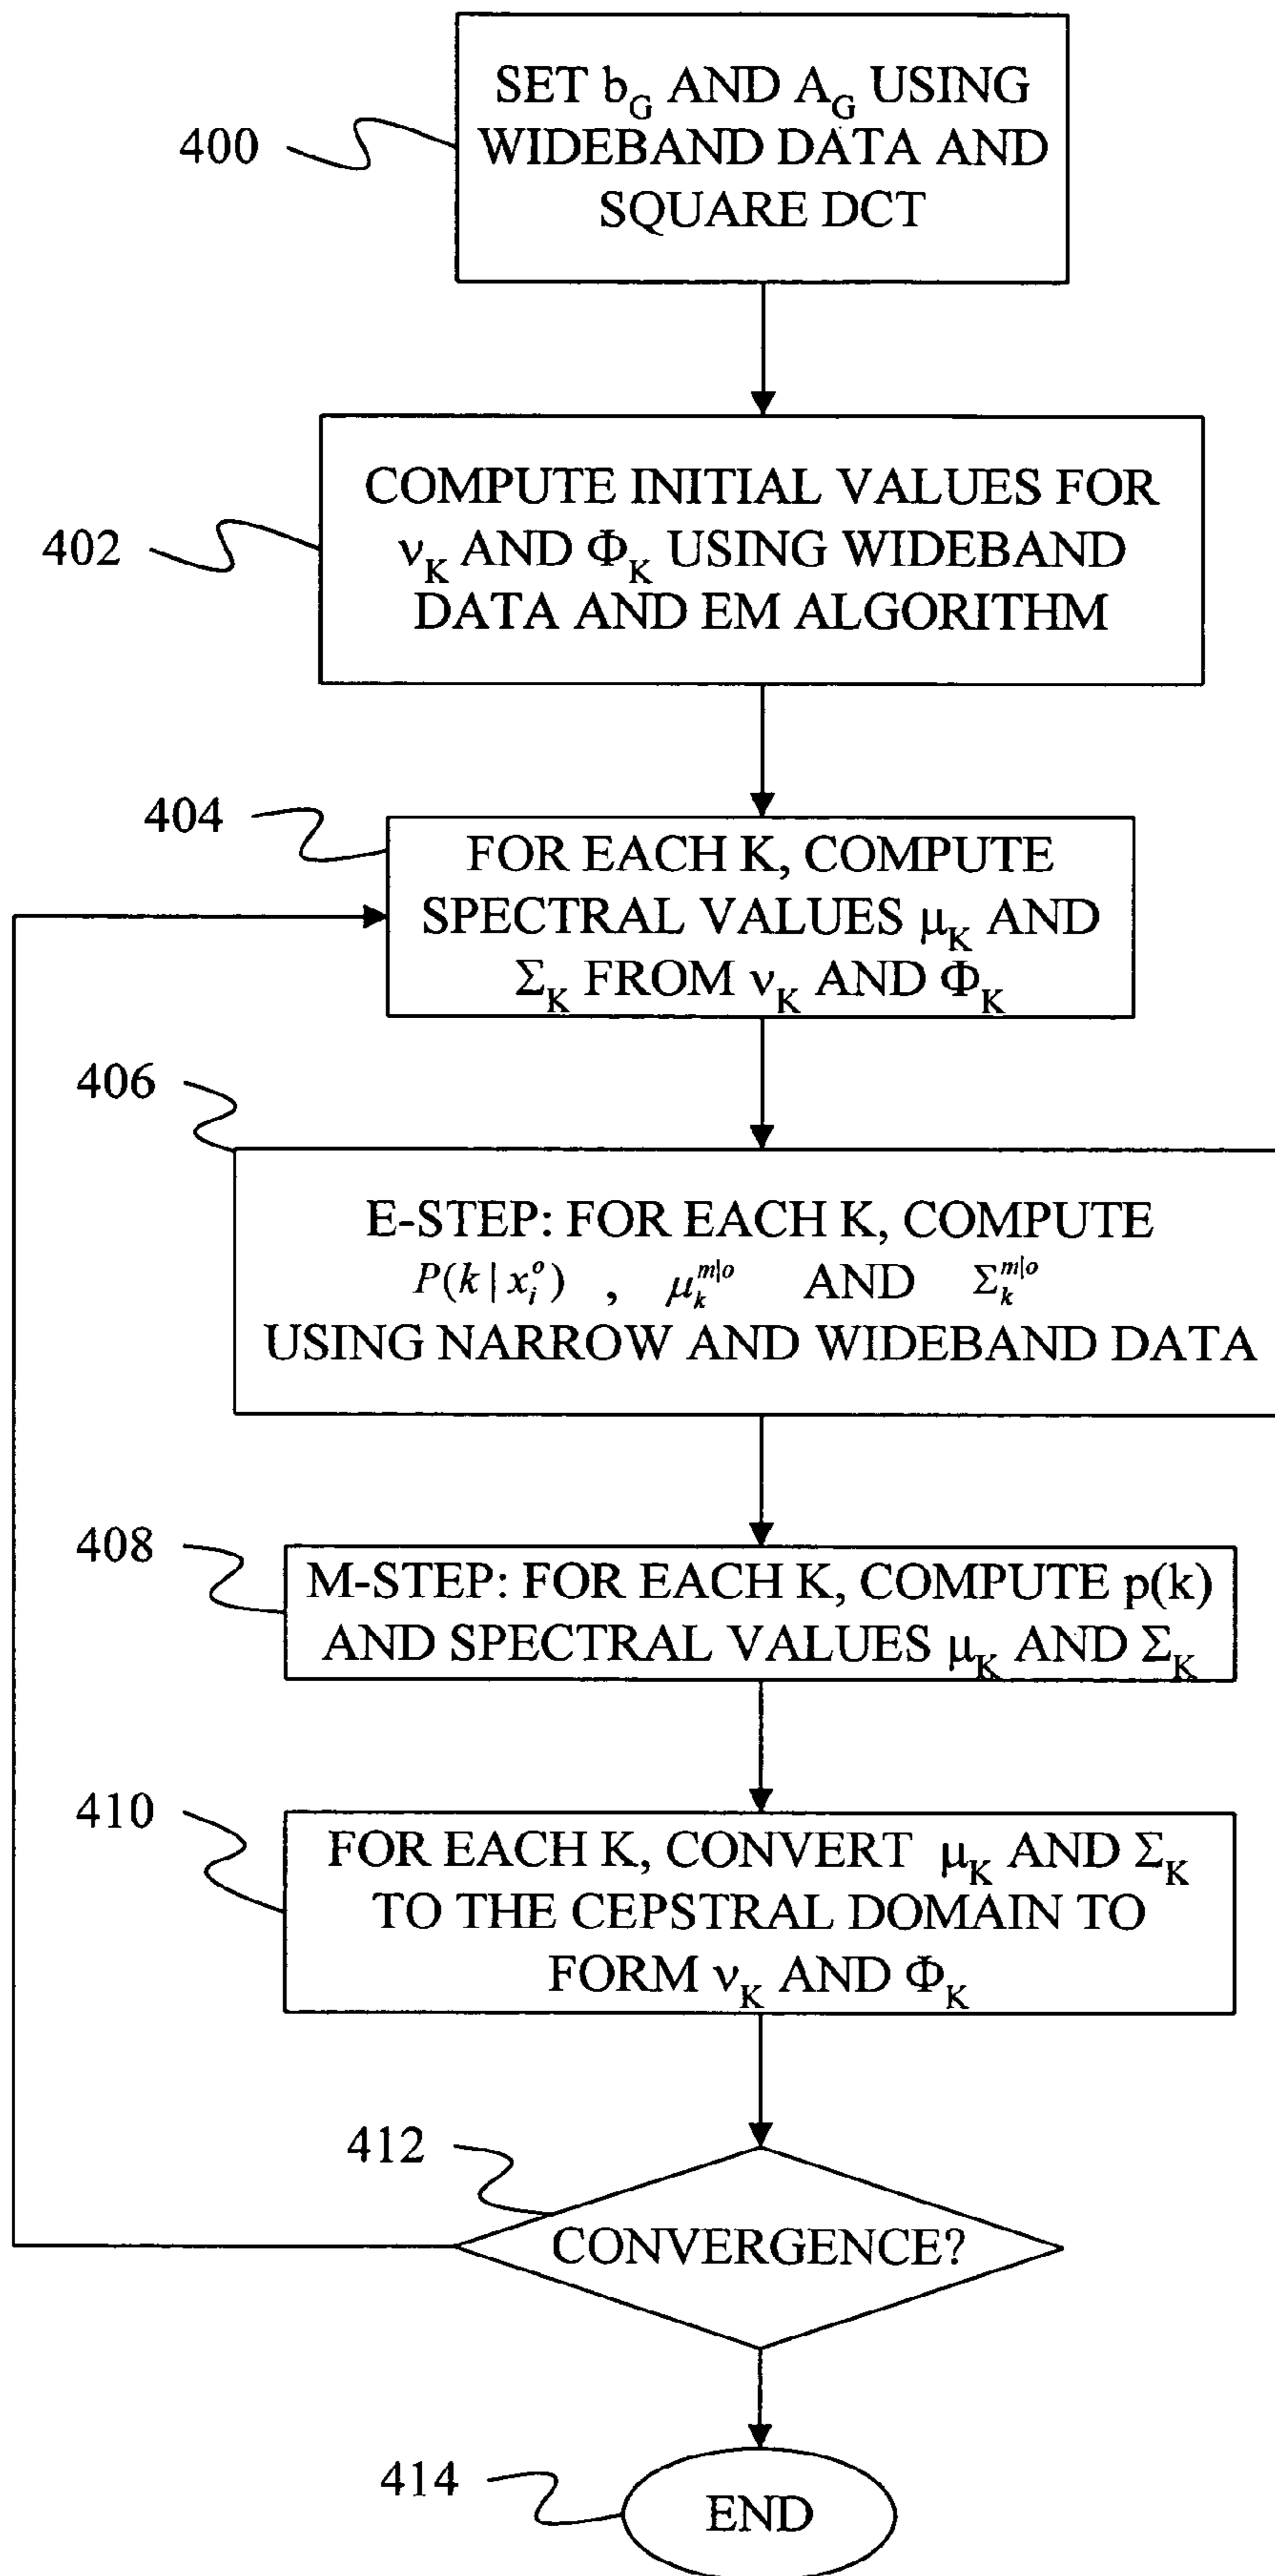 SET b_G AND A_G USING
400
WIDEBAND DATA AND
SQUARE DCT
COMPUTE INITIAL VALUES FOR
402
ν_K AND Φ_K USING WIDEBAND
DATA AND EM ALGORITHM
404
FOR EACH K, COMPUTE
SPECTRAL VALUES μ_K AND
Σ_K FROM ν_K AND Φ_K
406
E-STEP: FOR EACH K, COMPUTE
P(k | x_i^o) , μ_k^{m|o} AND Σ_k^{m|o}
USING NARROW AND WIDEBAND DATA
408
M-STEP: FOR EACH K, COMPUTE p(k)
AND SPECTRAL VALUES μ_K AND Σ_K
410
FOR EACH K, CONVERT μ_K AND Σ_K
TO THE CEPSTRAL DOMAIN TO
FORM ν_K AND Φ_K
412
CONVERGENCE?
414
END